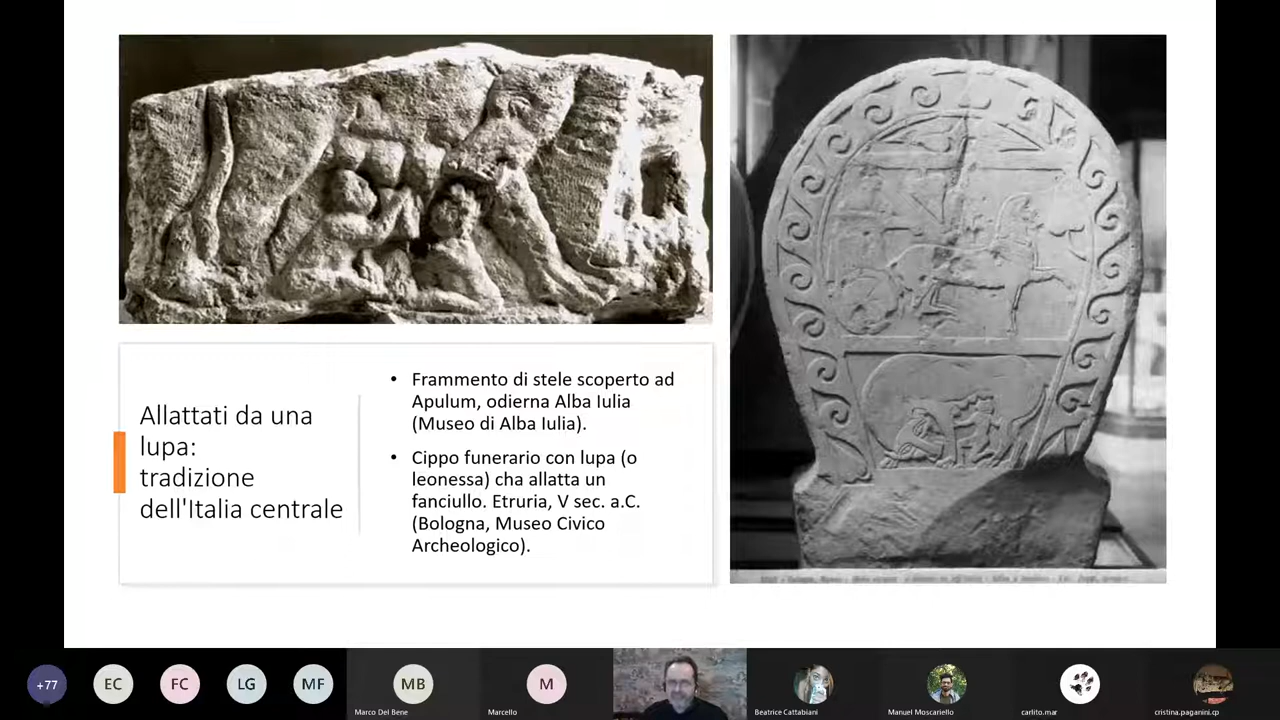 Allattati da una
lupa:
tradizione
dell'Italia centrale
• Frammento di stele scoperto ad
Apulum, odierna Alba Iulia
(Museo di Alba Iulia).
• Cippo funerario con lupa (o
leonessa) cha allatta un
fanciullo. Etruria, V sec. a.C.
(Bologna, Museo Civico
Archeologico).
+77
EC
FC
LG
MF
MB
Marco Del Bene
M
Marcello
Beatrice Cattabiani
Manuel Moscariello
carlito.mar
cristina.paganini.cp